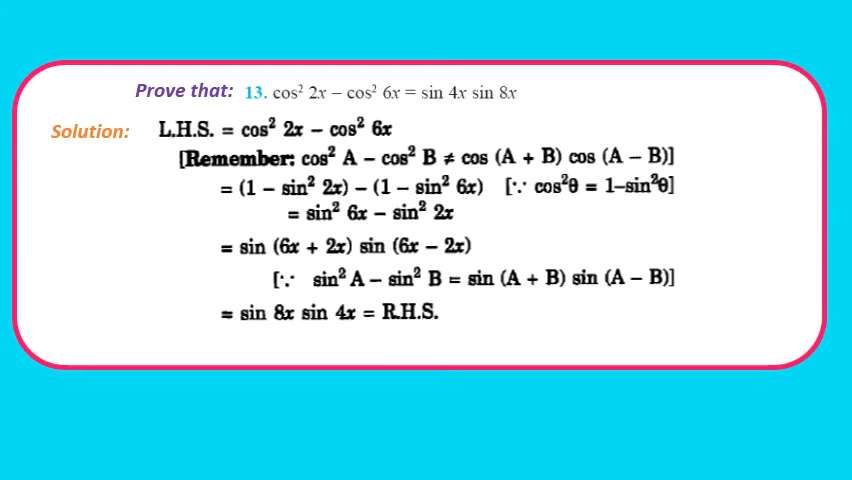 Prove that: 13. cos² 2x – cos² 6x = sin 4x sin 8x
Solution: L.H.S. = cos² 2x – cos² 6x
[Remember: cos² A – cos² B ≠ cos (A + B) cos (A – B)]
= (1 – sin² 2x) – (1 – sin² 6x) [∵ cos²θ = 1–sin²θ]
= sin² 6x – sin² 2x
= sin (6x + 2x) sin (6x – 2x)
[∵ sin² A – sin² B = sin (A + B) sin (A – B)]
= sin 8x sin 4x = R.H.S.